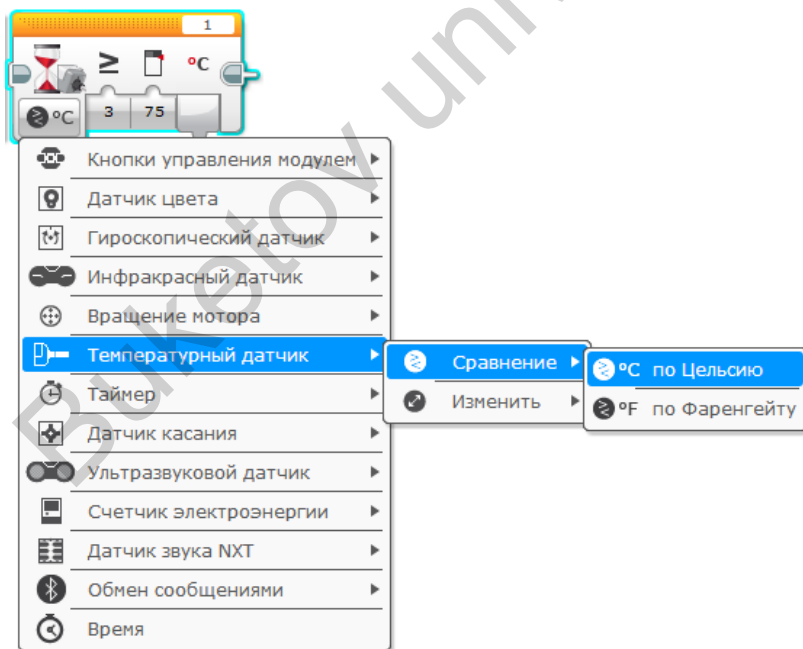 1
≥ °C
°C 3 75
Кнопки управления модулем
Датчик цвета
Гироскопический датчик
Инфракрасный датчик
Вращение мотора
Температурный датчик
Сравнение
°C по Цельсию
Таймер
Изменить
°F по Фаренгейту
Датчик касания
Ультразвуковой датчик
Счетчик электроэнергии
Датчик звука NXT
Обмен сообщениями
Время
Buketov univ